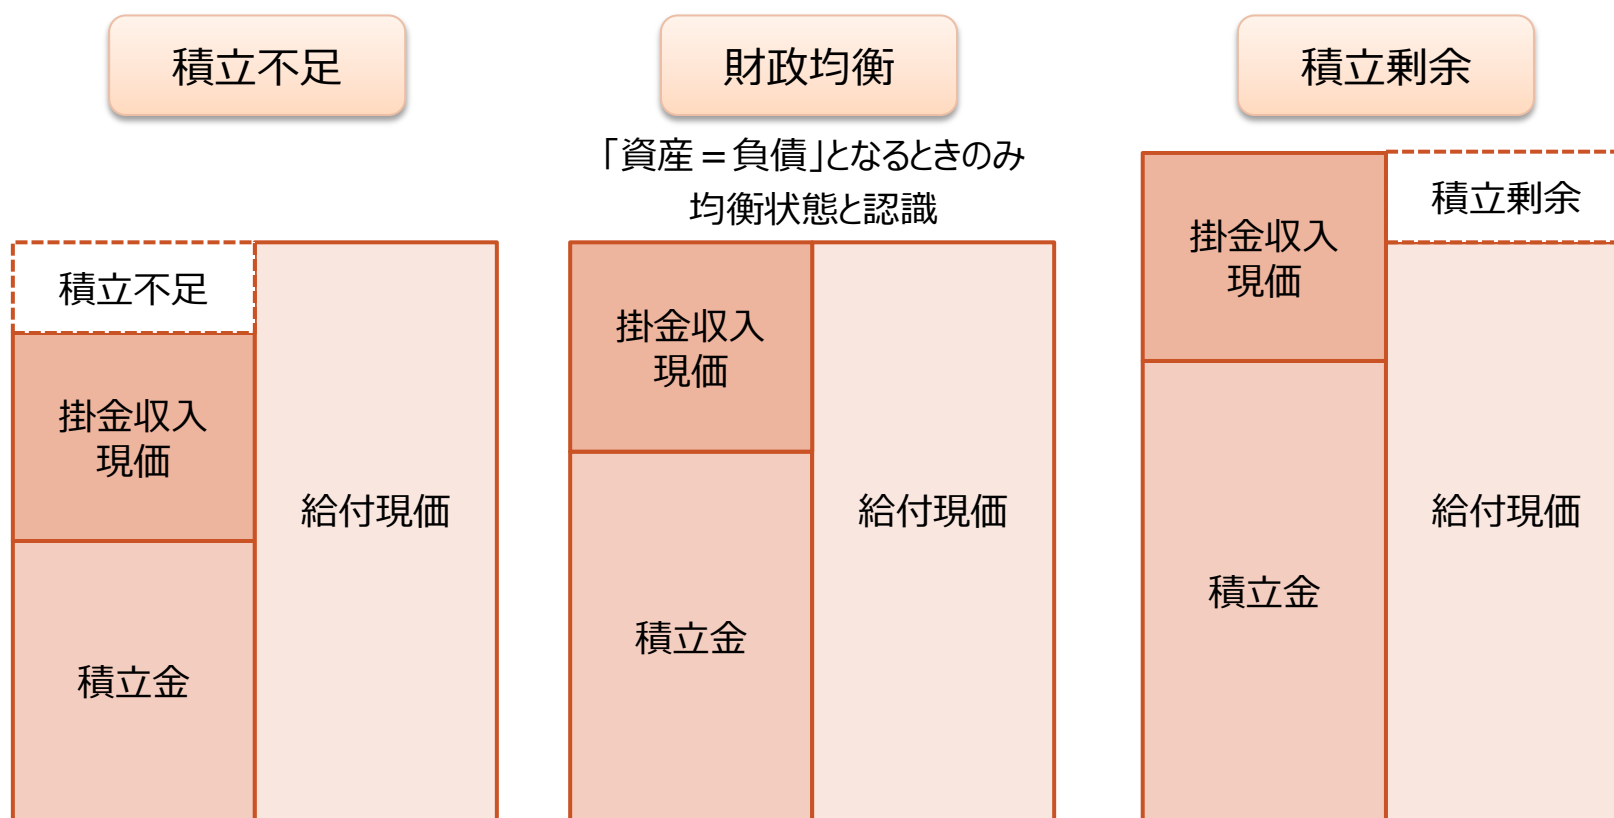 積立不足
財政均衡
積立剰余
「資産=負債」となるときのみ
均衡状態と認識
積立不足
掛金収入
現価
積立金
給付現価
掛金収入
現価
積立金
給付現価
掛金収入
現価
積立金
積立剰余
給付現価